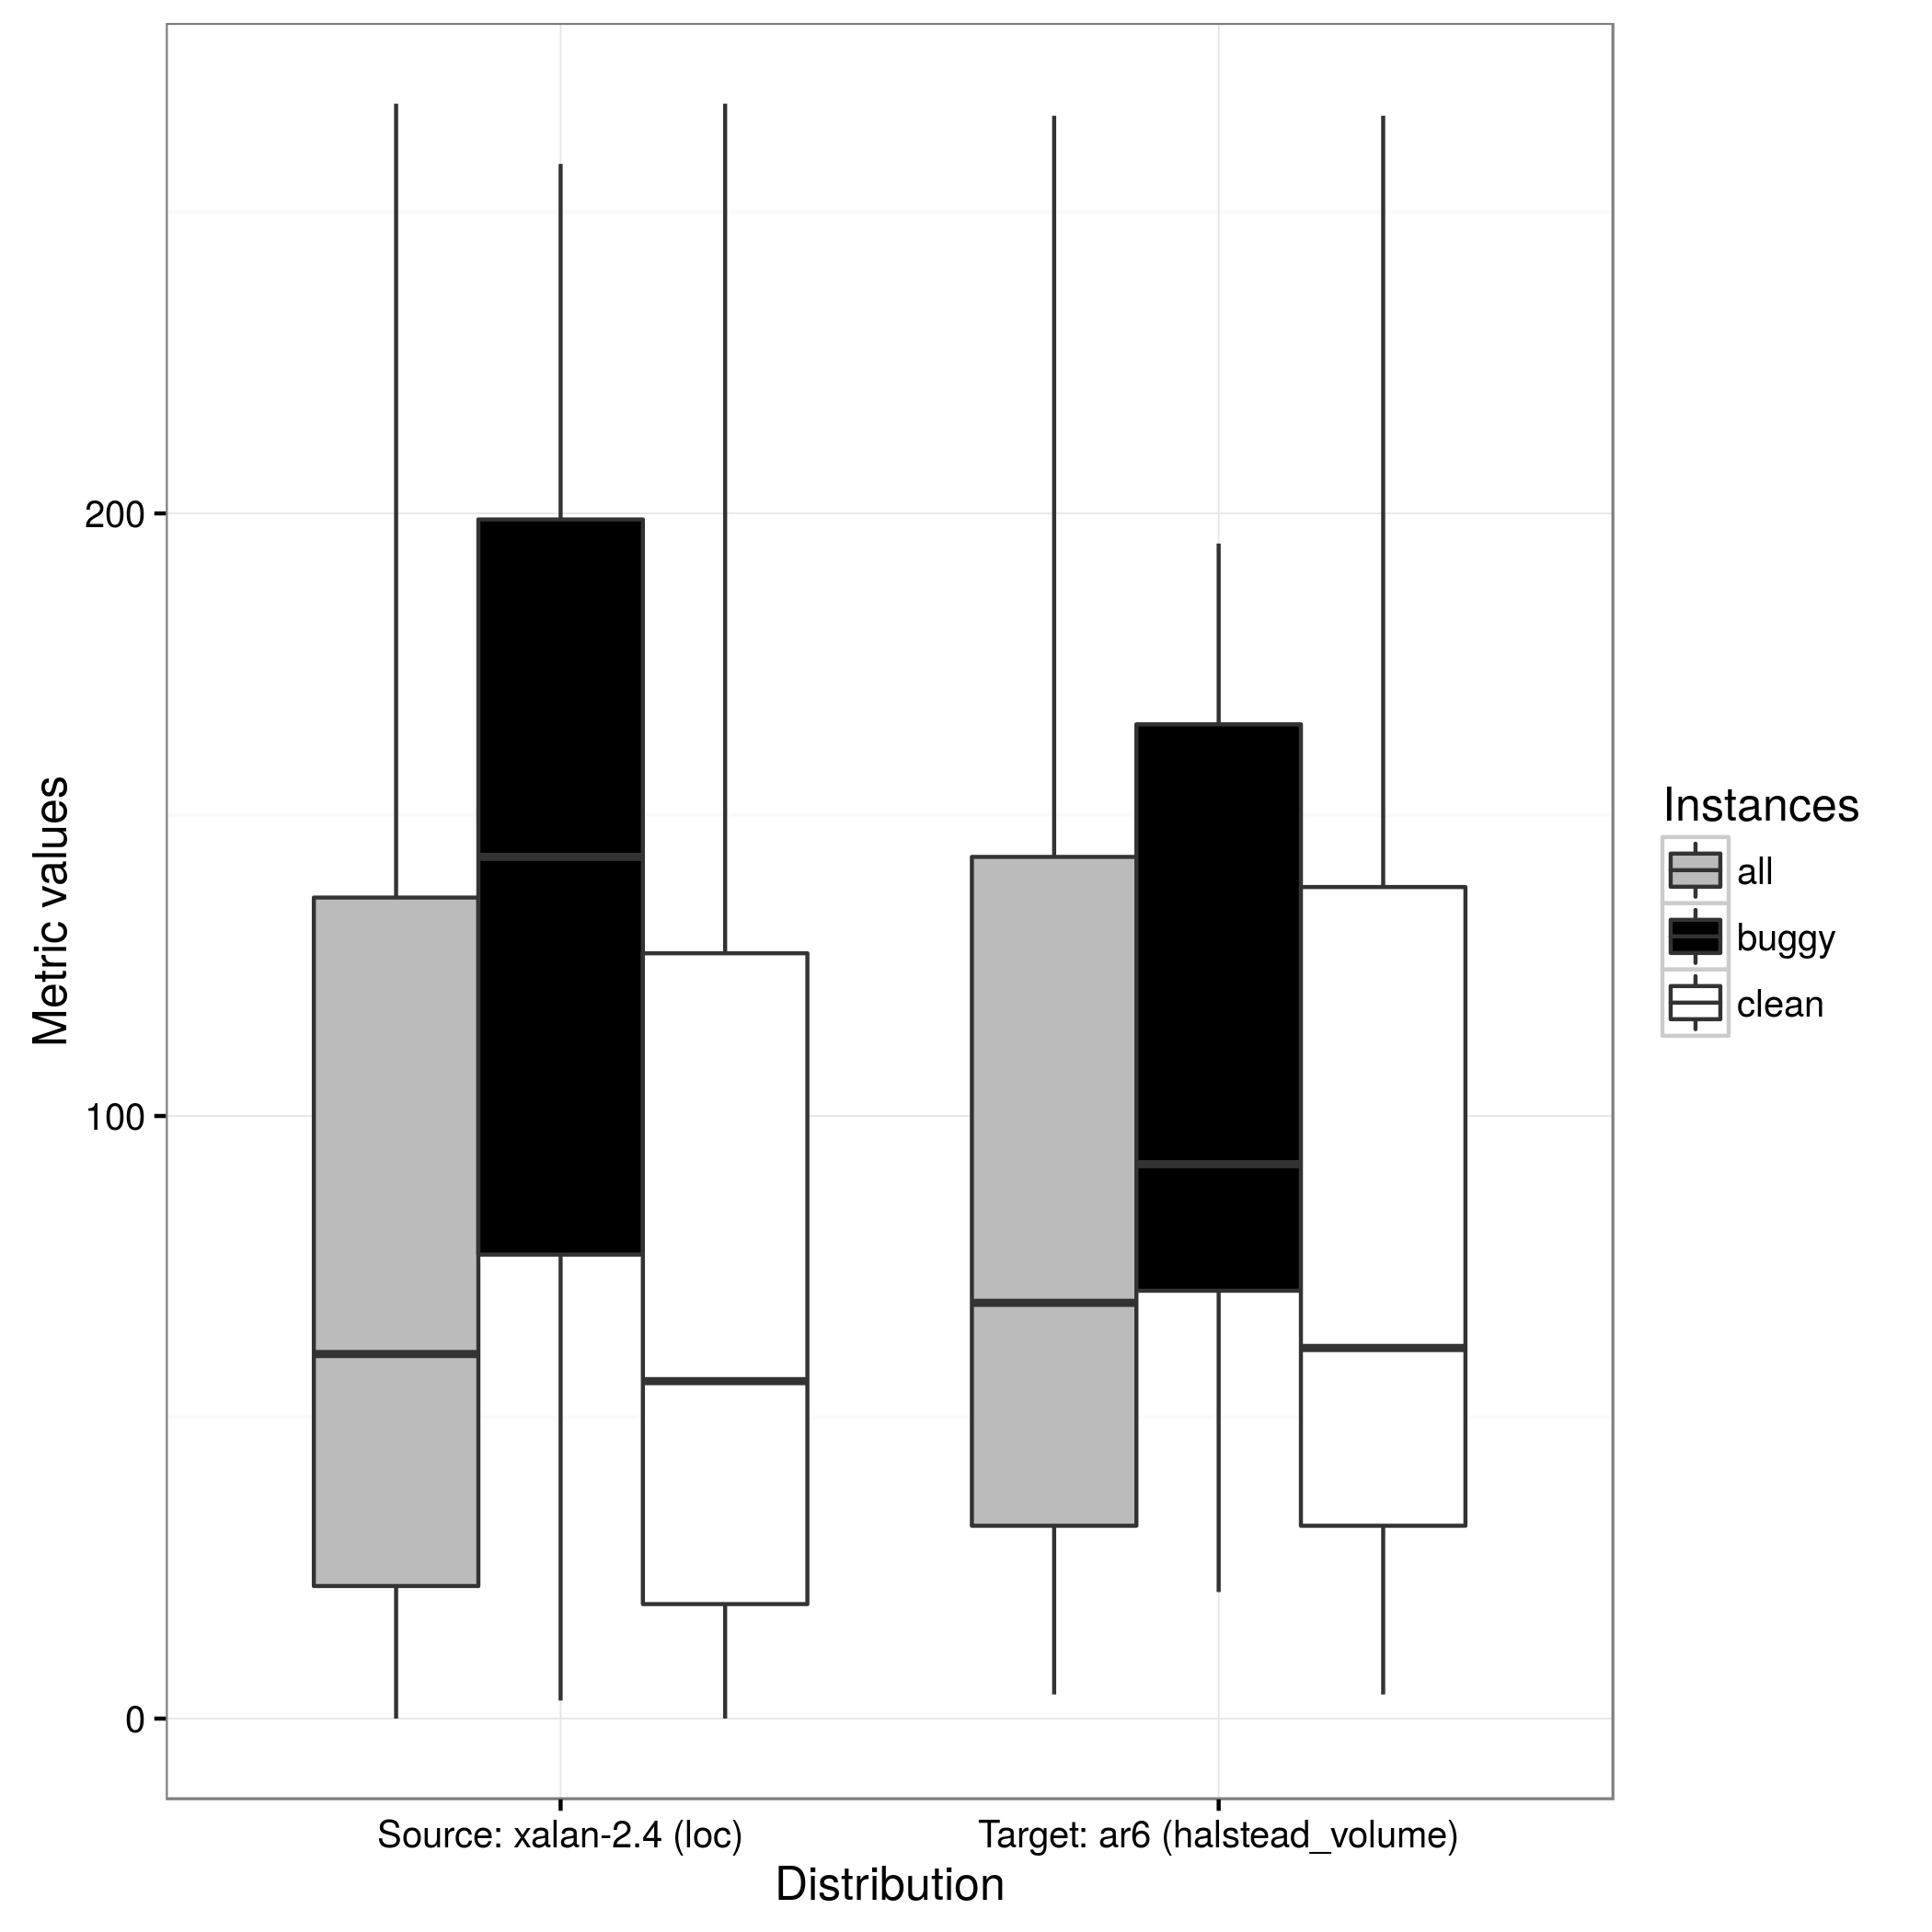 Metric values
200
100
0
Source: xalan-2.4 (loc)
Target: ar6 (halstead_volume)
Distribution
Instances
all
buggy
clean